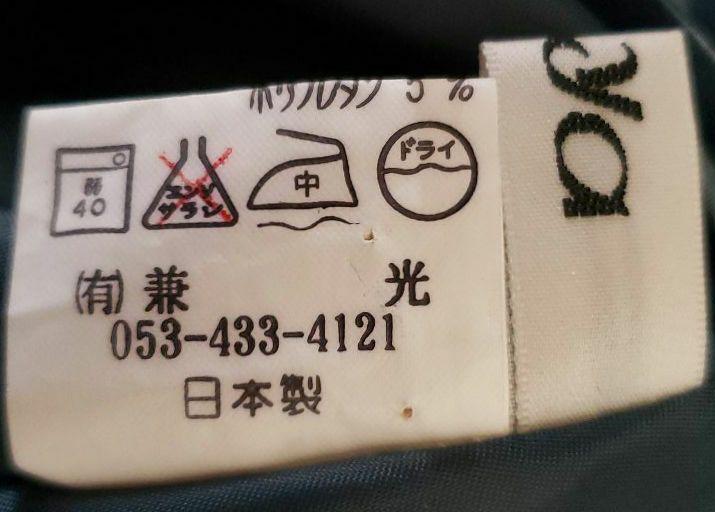 ポリウレタン 5 %
弱
40
エンソ
サラン
中
ドライ
㈲ 兼 光
053-433-4121
日本製